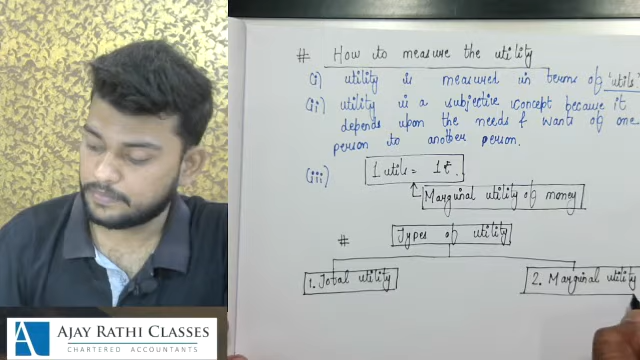 # How to measure the utility
(i) utility is measured in terms of 'utils'
(ii) utility is a subjective concept because it
depends upon the needs & wants of one
person to another person.
(iii) 1 utils = 1₹.
Marginal utility of money
# Types of utility
1. Total utility
2. Marginal utility
A AJAY RATHI CLASSES
CHARTERED ACCOUNTANTS